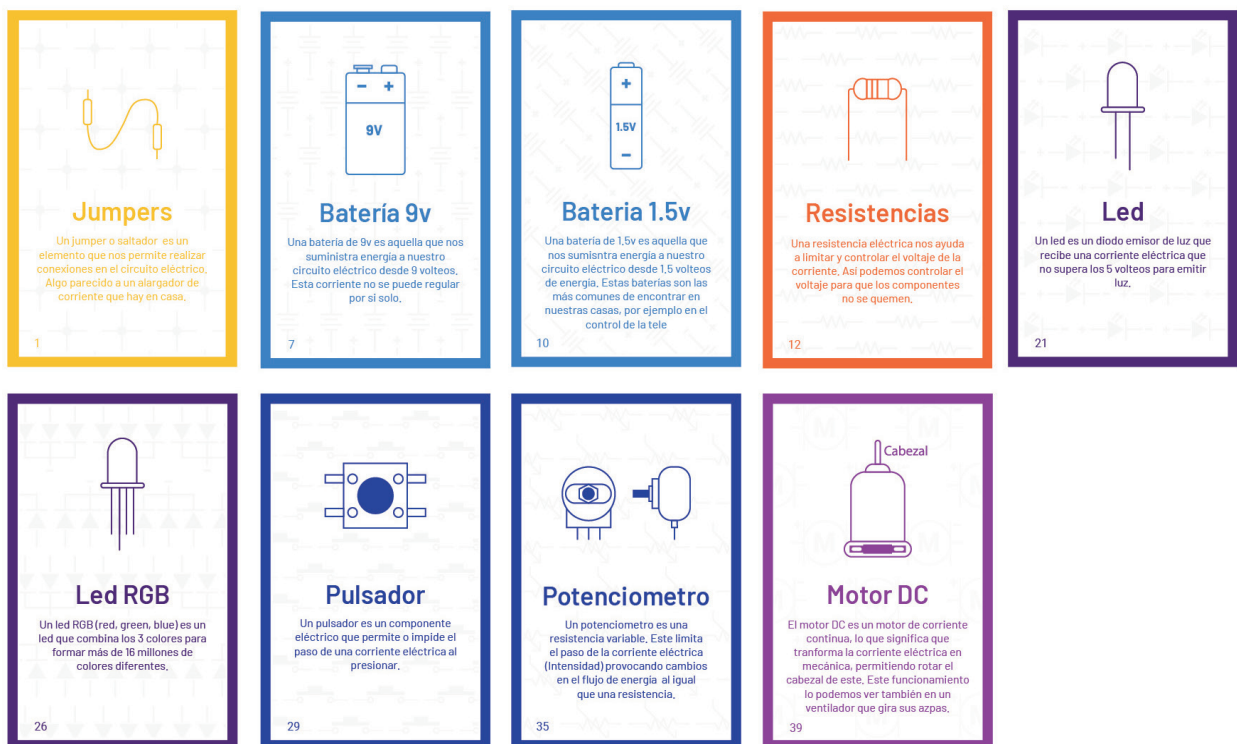 Jumpers
Un jumper o saltador es un
elemento que nos permite realizar
conexiones en el circuito eléctrico.
Algo parecido a un alargador de
corriente que hay en casa.
1
- +
9V
Batería 9v
Una batería de 9v es aquella que nos
suministra energía a nuestro
circuito eléctrico desde 9 volteos.
Esta corriente no se puede regular
por si solo.
7
+
1.5V
-
Bateria 1.5v
Una batería de 1,5v es aquella que
nos sumisntra energía a nuestro
circuito eléctrico desde 1,5 volteos
de energía. Estas baterías son las
más comunes de encontrar en
nuestras casas, por ejemplo en el
control de la tele
10
Resistencias
Una resistencia eléctrica nos ayuda
a limitar y controlar el voltaje de la
corriente. Así podemos controlar el
voltaje para que los componentes
no se quemen.
12
Led
Un led es un diodo emisor de luz que
recibe una corriente eléctrica que
no supera los 5 volteos para emitir
luz.
21
Led RGB
Un led RGB (red, green, blue) es un
led que combina los 3 colores para
formar más de 16 millones de
colores diferentes.
26
Pulsador
Un pulsador es un componente
eléctrico que permite o impide el
paso de una corriente eléctrica al
presionar.
29
Potenciometro
Un potenciometro es una
resistencia variable. Este limita
el paso de la corriente eléctrica
(Intensidad) provocando cambios
en el flujo de energía al igual
que una resistencia.
35
Cabezal
Motor DC
El motor DC es un motor de corriente
continua, lo que significa que
tranforma la corriente eléctrica en
mecánica, permitiendo rotar el
cabezal de este. Este funcionamiento
lo podemos ver también en un
ventilador que gira sus azpas.
39